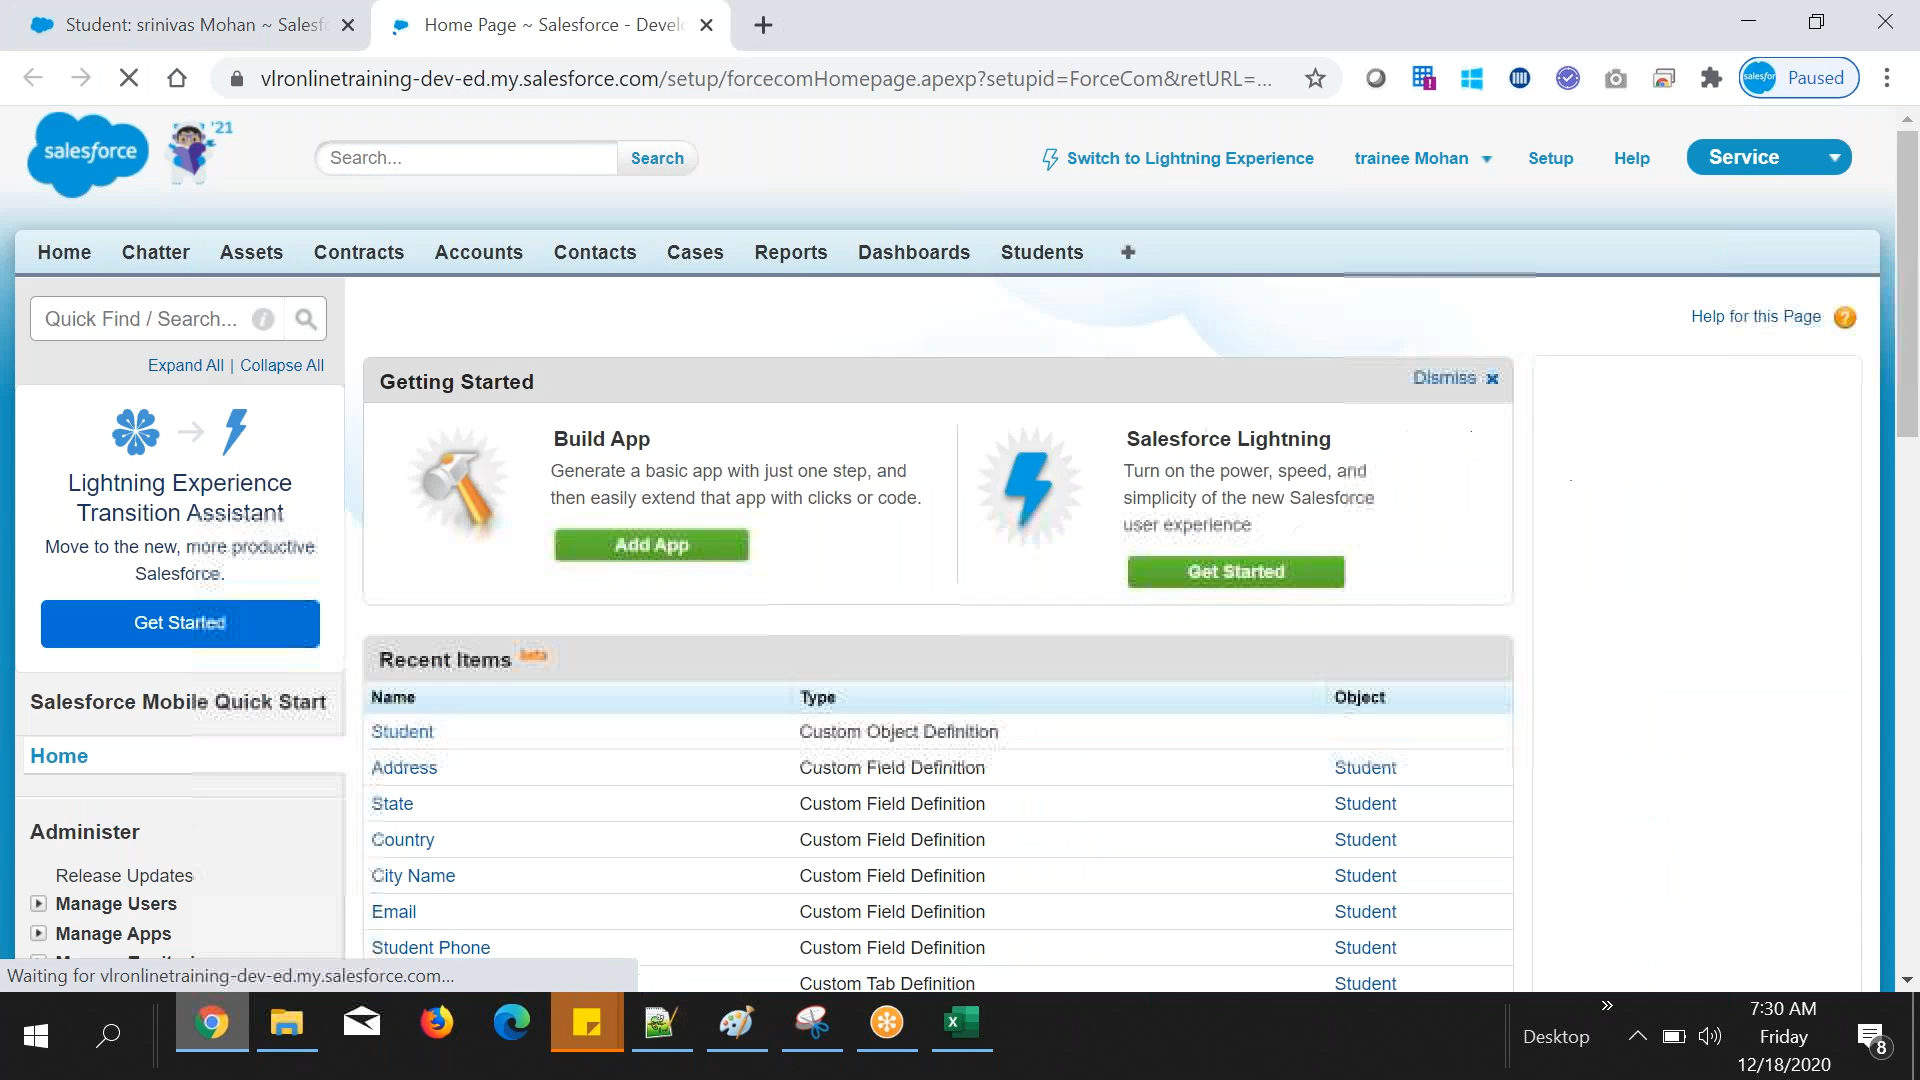 Student: srinivas Mohan ~ Salesf
Home Page ~ Salesforce - Devel
vlronlinetraining-dev-ed.my.salesforce.com/setup/forcecomHomepage.apexp?setupid=ForceCom&retURL=...
salesfor
Paused
salesforce
'21
Search...
Search
Switch to Lightning Experience
trainee Mohan
Setup
Help
Service
Home
Chatter
Assets
Contracts
Accounts
Contacts
Cases
Reports
Dashboards
Students
Quick Find / Search...
Expand All | Collapse All
Help for this Page
Lightning Experience
Transition Assistant
Move to the new, more productive
Salesforce.
Get Started
Getting Started
Dismiss
Build App
Generate a basic app with just one step, and
then easily extend that app with clicks or code.
Add App
Salesforce Lightning
Turn on the power, speed, and
simplicity of the new Salesforce
user experience
Get Started
Salesforce Mobile Quick Start
Home
Administer
Release Updates
Manage Users
Manage Apps
Recent Items beta
Name Type Object
Student Custom Object Definition
Address Custom Field Definition Student
State Custom Field Definition Student
Country Custom Field Definition Student
City Name Custom Field Definition Student
Email Custom Field Definition Student
Student Phone Custom Field Definition Student
Custom Tab Definition Student
Waiting for vlronlinetraining-dev-ed.my.salesforce.com...
Desktop
7:30 AM
Friday
12/18/2020
8